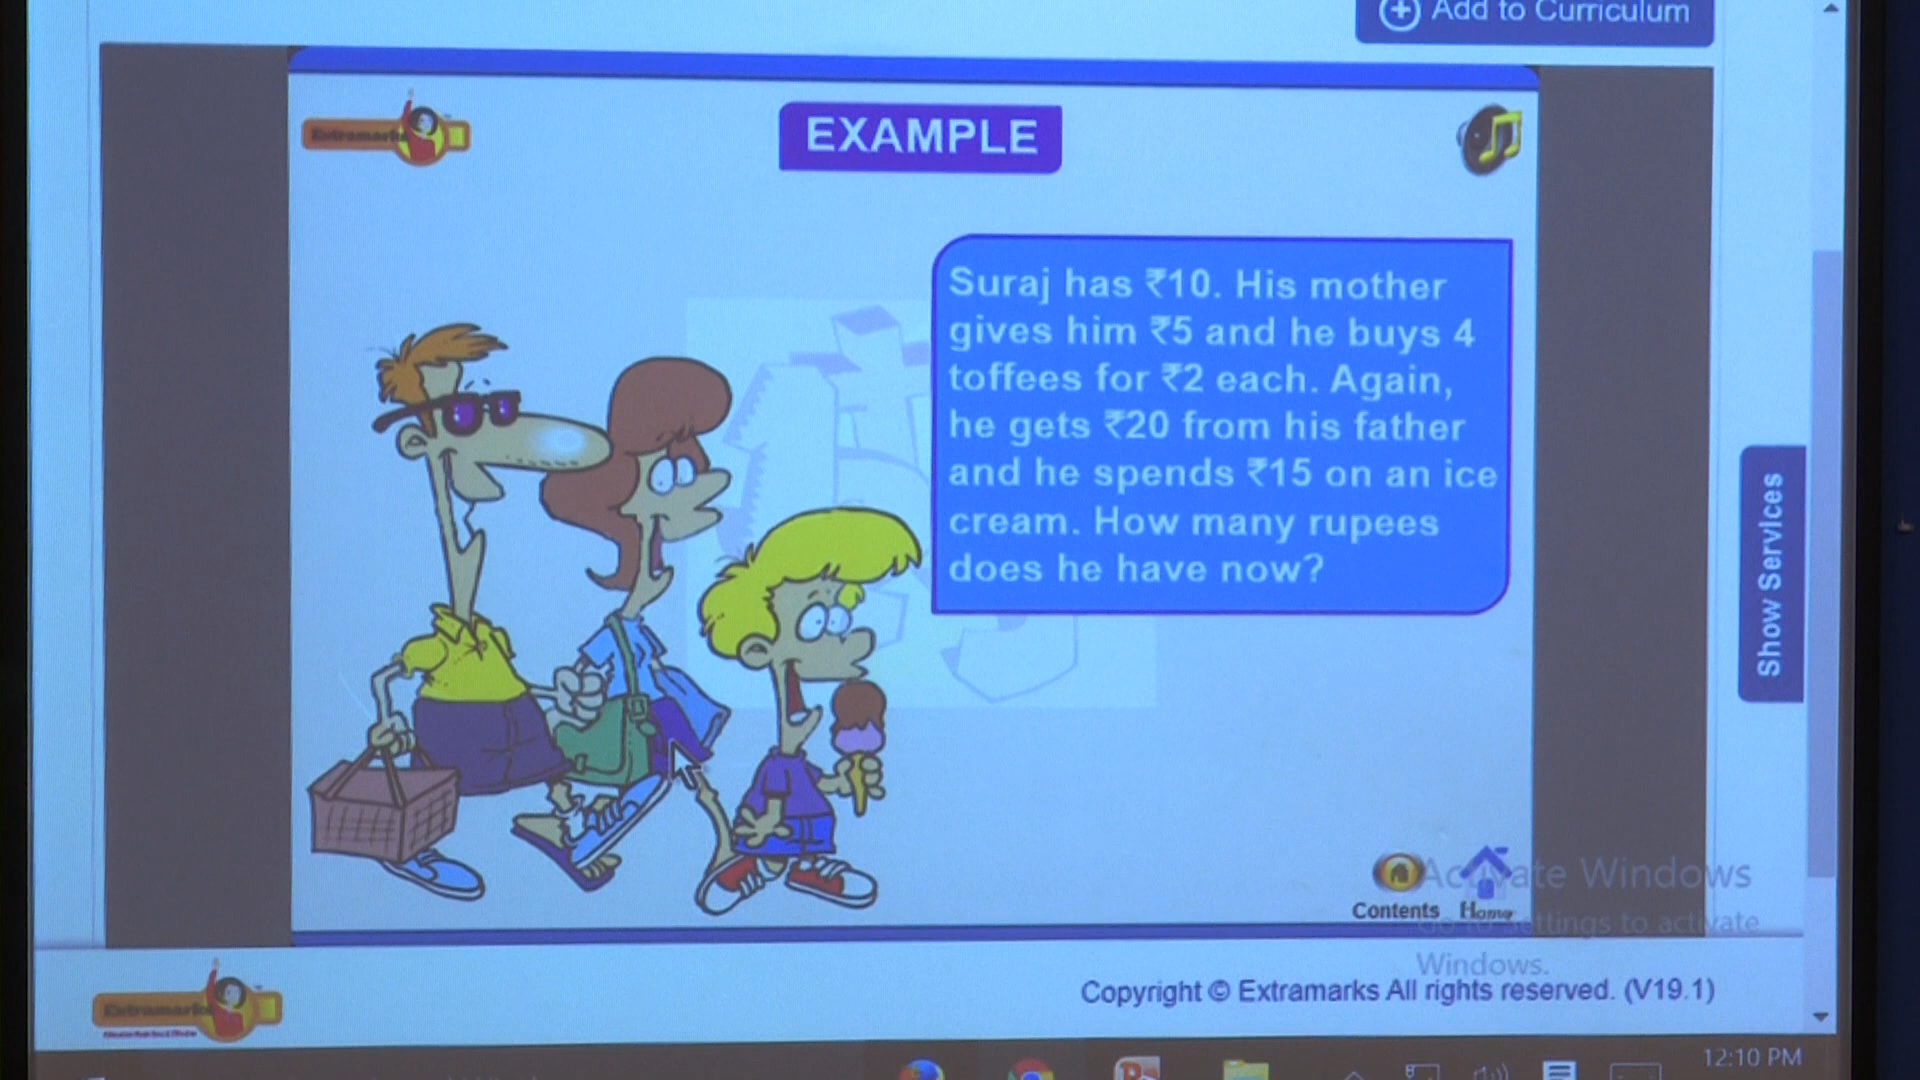 Add to Curriculum
Extramarks
EXAMPLE
Suraj has ₹10. His mother
gives him ₹5 and he buys 4
toffees for ₹2 each. Again,
he gets ₹20 from his father
and he spends ₹15 on an ice
cream. How many rupees
does he have now?
Show Services
Contents Home
Activate Windows
Go to Settings to activate
Windows.
Extramarks
Copyright © Extramarks All rights reserved. (V19.1)
12:10 PM